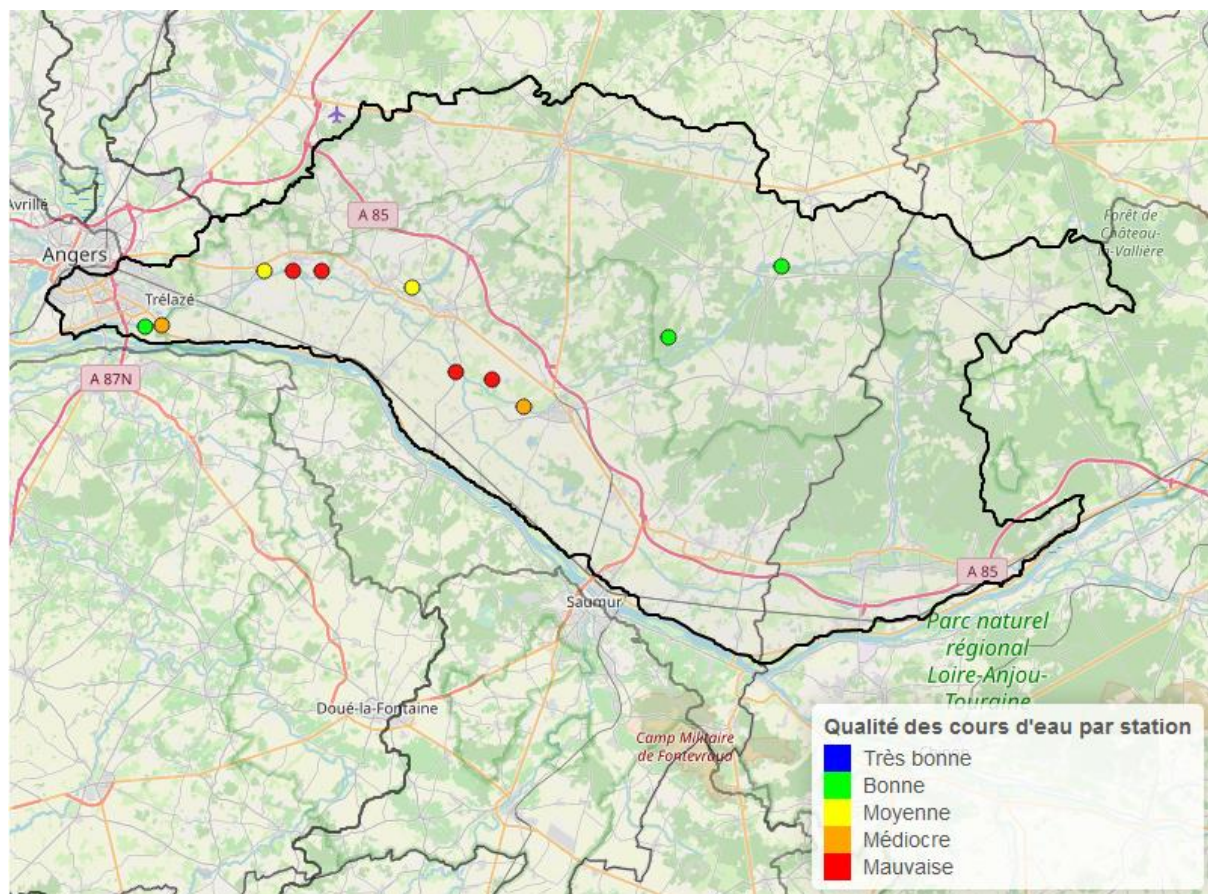 Avrillé
A 85
Forêt de
Château-
la-Vallière
Angers
Trélazé
A 87N
A 85
Saumur
Parc naturel
régional
Loire-Anjou-
Touraine
Doué-la-Fontaine
Camp Militaire
de Fontevraud
Qualité des cours d'eau par station
Très bonne
Bonne
Moyenne
Médiocre
Mauvaise